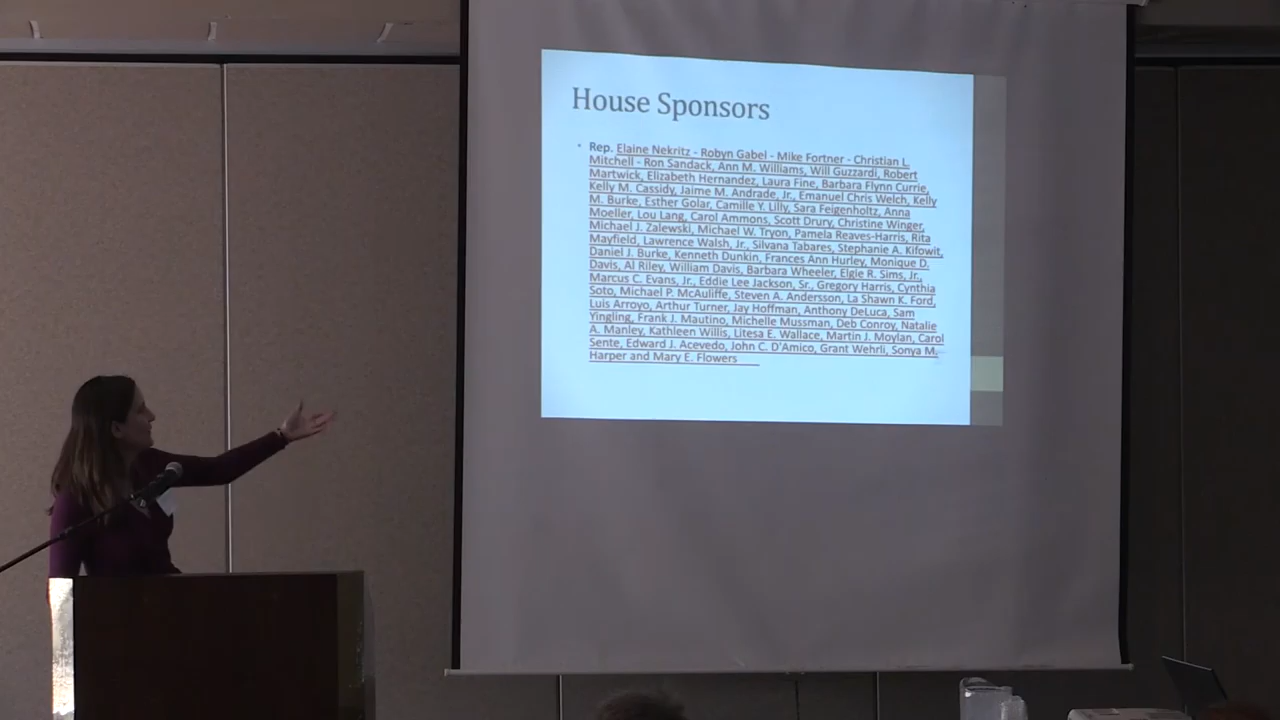 House Sponsors
• Rep. Elaine Nekritz - Robyn Gabel - Mike Fortner - Christian L.
Mitchell - Ron Sandack, Ann M. Williams, Will Guzzardi, Robert
Martwick, Elizabeth Hernandez, Laura Fine, Barbara Flynn Currie,
Kelly M. Cassidy, Jaime M. Andrade, Jr., Emanuel Chris Welch, Kelly
M. Burke, Esther Golar, Camille Y. Lilly, Sara Feigenholtz, Anna
Moeller, Lou Lang, Carol Ammons, Scott Drury, Christine Winger,
Michael J. Zalewski, Michael W. Tryon, Pamela Reaves-Harris, Rita
Mayfield, Lawrence Walsh, Jr., Silvana Tabares, Stephanie A. Kifowit,
Daniel J. Burke, Kenneth Dunkin, Frances Ann Hurley, Monique D.
Davis, Al Riley, William Davis, Barbara Wheeler, Elgie R. Sims, Jr.,
Marcus C. Evans, Jr., Eddie Lee Jackson, Sr., Gregory Harris, Cynthia
Soto, Michael P. McAuliffe, Steven A. Andersson, La Shawn K. Ford,
Luis Arroyo, Arthur Turner, Jay Hoffman, Anthony DeLuca, Sam
Yingling, Frank J. Mautino, Michelle Mussman, Deb Conroy, Natalie
A. Manley, Kathleen Willis, Litesa E. Wallace, Martin J. Moylan, Carol
Sente, Edward J. Acevedo, John C. D'Amico, Grant Wehrli, Sonya M.
Harper and Mary E. Flowers